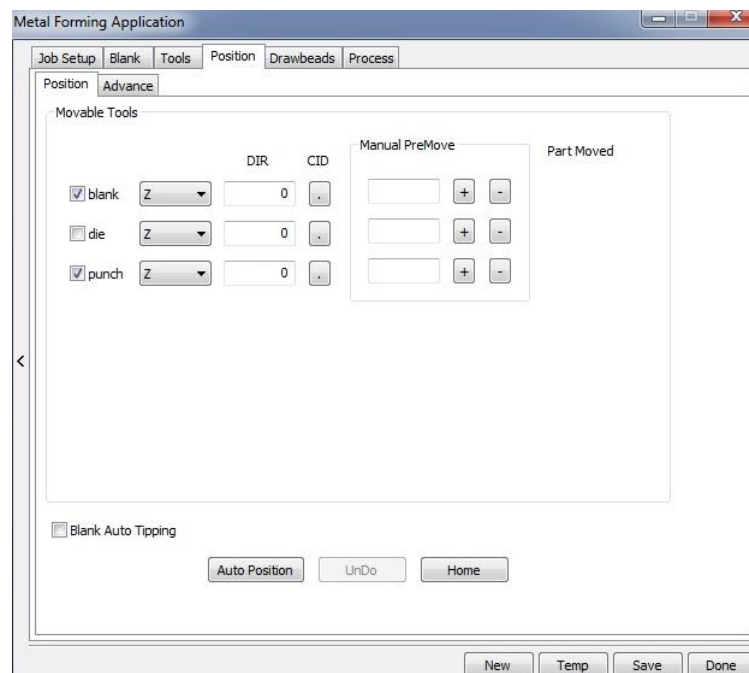 Metal Forming Application
Job Setup Blank Tools Position Drawbeads Process
Position Advance
Movable Tools
Manual PreMove
Part Moved
DIR CID
blank Z 0 . + -
die Z 0 . + -
punch Z 0 . + -
<
Blank Auto Tipping
Auto Position UnDo Home
New Temp Save Done